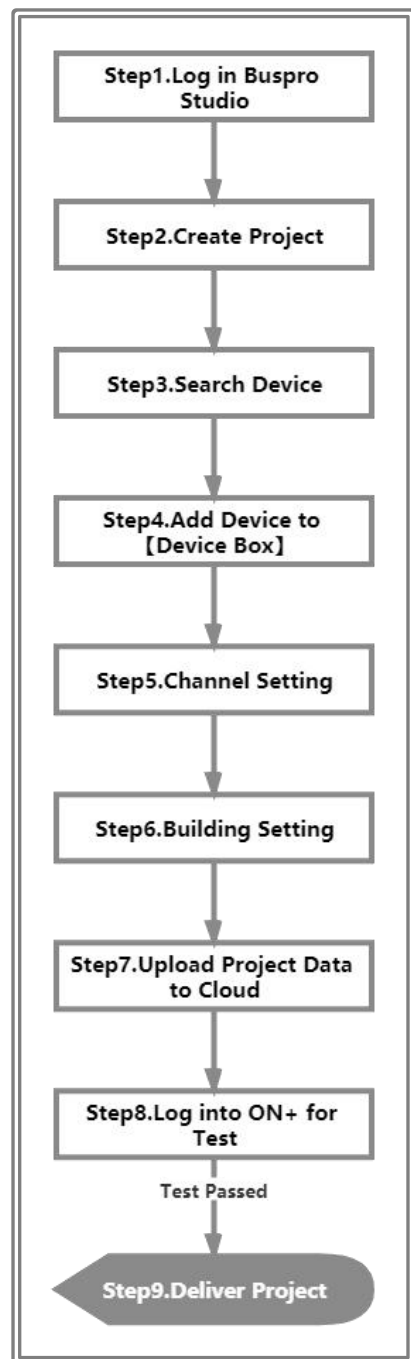 Step1.Log in Buspro
Studio
Step2.Create Project
Step3.Search Device
Step4.Add Device to
【Device Box】
Step5.Channel Setting
Step6.Building Setting
Step7.Upload Project Data
to Cloud
Step8.Log into ON+ for
Test
Test Passed
Step9.Deliver Project